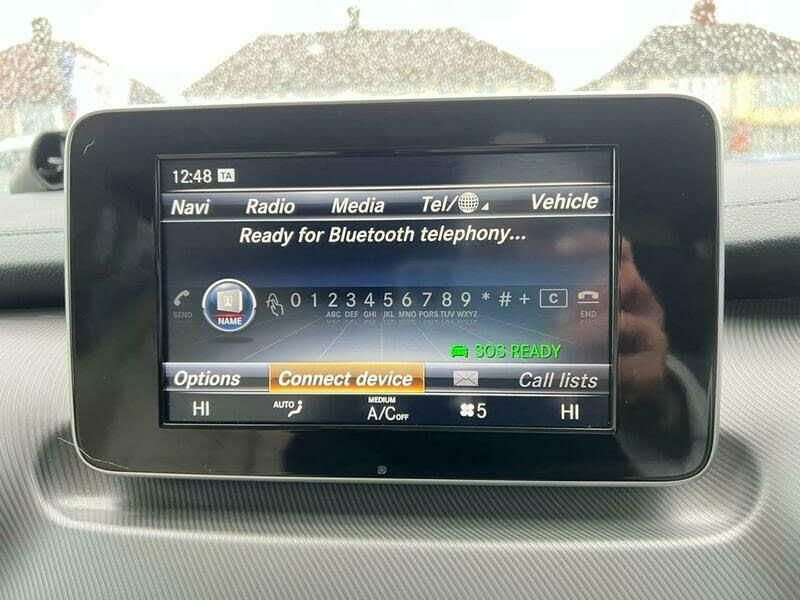 12:48 TA
Navi Radio Media Tel/ Vehicle
Ready for Bluetooth telephony...
0 1 2 3 4 5 6 7 8 9 * # + C
SEND NAME ABC DEF GHI JKL MNO PQRS TUV WXYZ END
SOS READY
Options Connect device Call lists
HI AUTO MEDIUM A/C OFF 5 HI